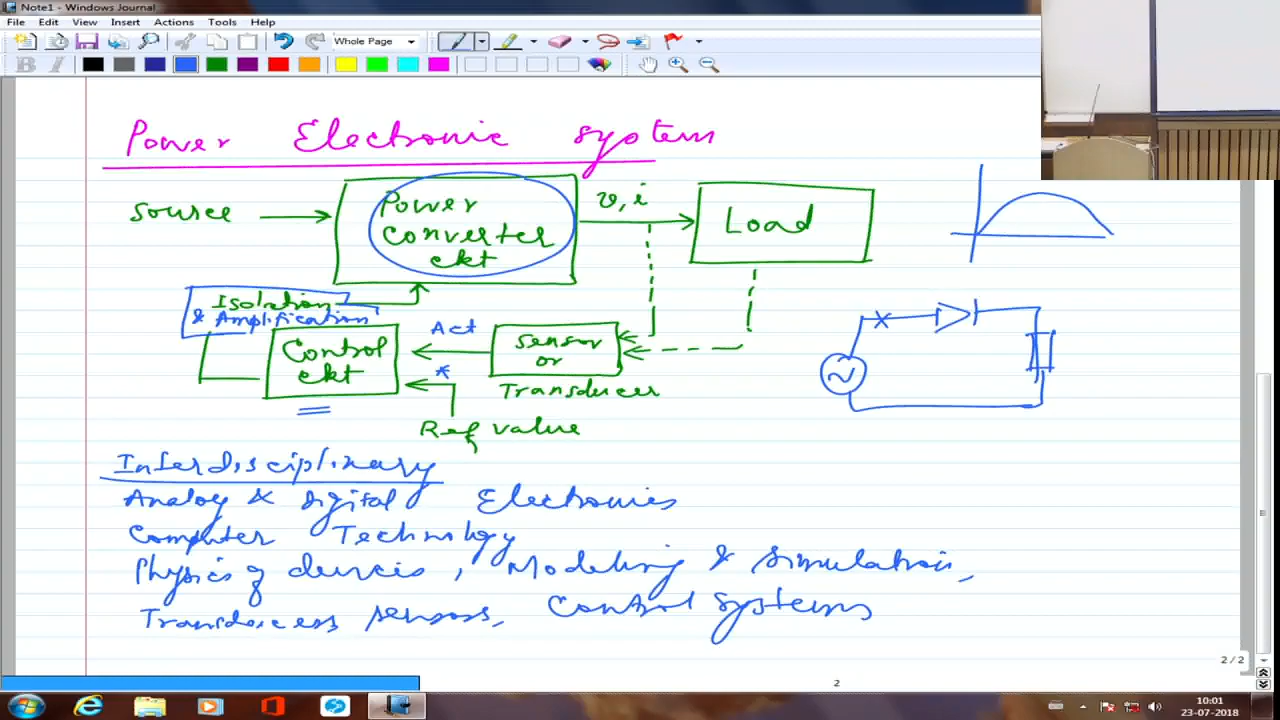 Note1 - Windows Journal
File Edit View Insert Actions Tools Help
Whole Page
B I
Power Electronic system
source
Power
converter
ckt
v, i
Load
Isolation
& Amplification
Control
ckt
Act
*
sensor
or
Transducer
Ref value
Interdisciplinary
Analog & Digital Electronics
Computer Technology
Physics of devices, Modeling & simulation,
Transducers sensors, Control systems
2 / 2
2
10:01
23-07-2018